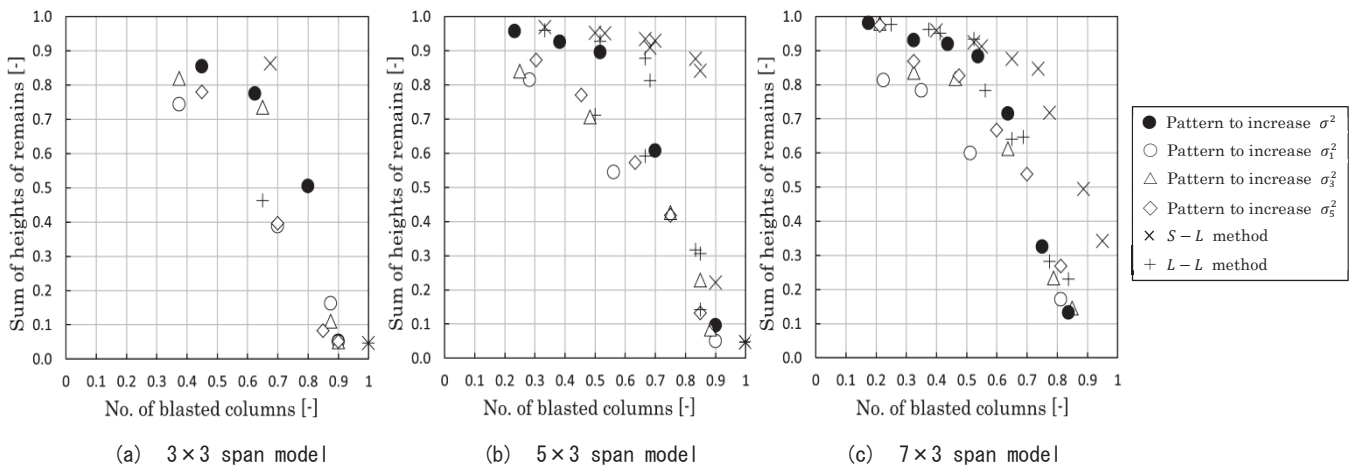 Sum of heights of remains [-]
1.0
0.9
0.8
0.7
0.6
0.5
0.4
0.3
0.2
0.1
0.0
0 0.1 0.2 0.3 0.4 0.5 0.6 0.7 0.8 0.9 1
No. of blasted columns [-]
(a) 3×3 span model
Sum of heights of remains [-]
1.0
0.9
0.8
0.7
0.6
0.5
0.4
0.3
0.2
0.1
0.0
0 0.1 0.2 0.3 0.4 0.5 0.6 0.7 0.8 0.9 1
No. of blasted columns [-]
(b) 5×3 span model
Sum of heights of remains [-]
1.0
0.9
0.8
0.7
0.6
0.5
0.4
0.3
0.2
0.1
0.0
0 0.1 0.2 0.3 0.4 0.5 0.6 0.7 0.8 0.9 1
No. of blasted columns [-]
(c) 7×3 span model
Pattern to increase σ²
Pattern to increase σ₁²
Pattern to increase σ₃²
Pattern to increase σ₅²
S – L method
L – L method